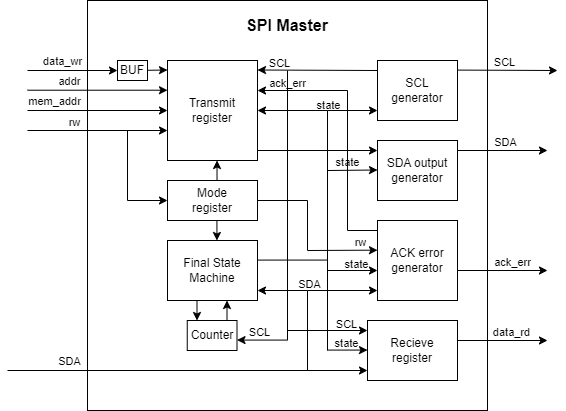 SPI Master
data_wr
BUF
addr
mem_addr
rw
Transmit
register
SCL
ack_err
state
SCL
generator
SCL
SDA output
generator
state
SDA
Mode
register
rw
ACK error
generator
state
ack_err
Final State
Machine
SDA
Counter
SCL
SCL
state
Recieve
register
data_rd
SDA